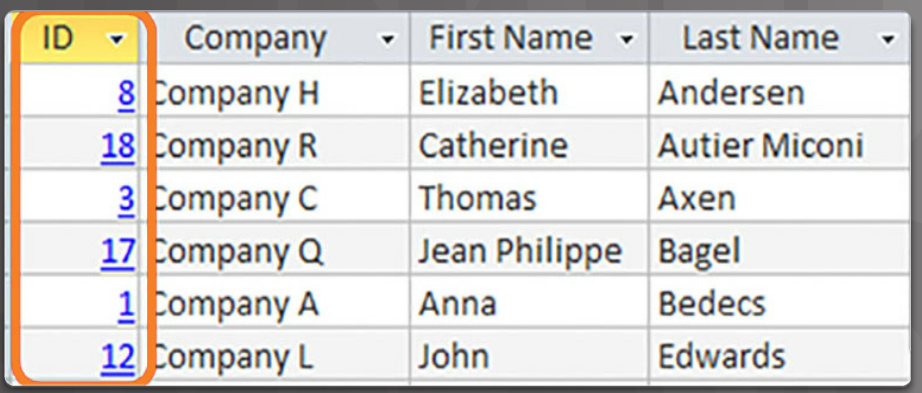 ID Company First Name Last Name
8 Company H Elizabeth Andersen
18 Company R Catherine Autier Miconi
3 Company C Thomas Axen
17 Company Q Jean Philippe Bagel
1 Company A Anna Bedecs
12 Company L John Edwards